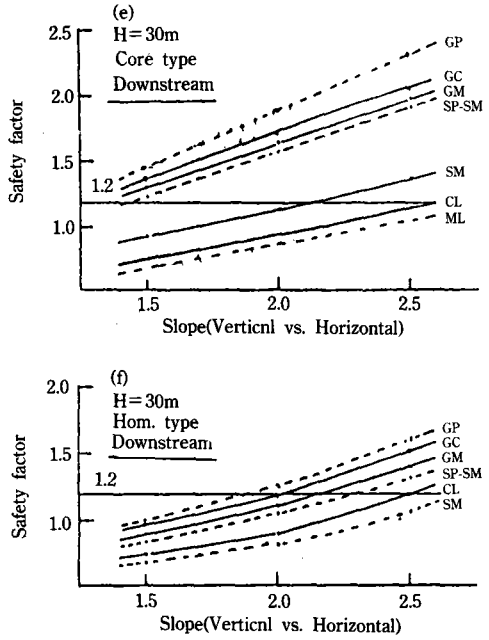 (e)
H=30m
Coré type
Downstream
2.5
2.0
1.5
1.2
1.0
Safety factor
GP
GC
GM
SP-SM
SM
CL
ML
1.5 2.0 2.5
Slope(Verticnl vs. Horizontal)
(f)
H=30m
Hom. type
Downstream
2.0
1.5
1.2
1.0
Safety factor
GP
GC
GM
SP-SM
CL
SM
1.5 2.0 2.5
Slope(Verticnl vs. Horizontal)